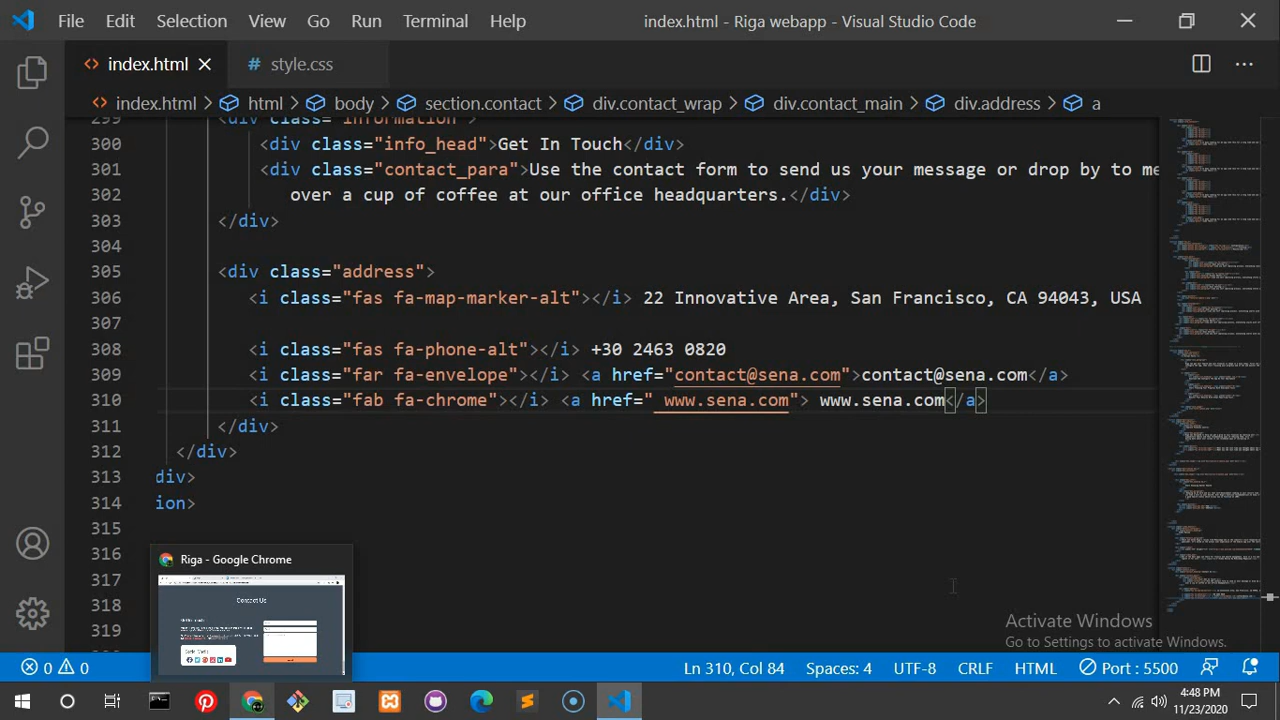 File Edit Selection View Go Run Terminal Help index.html - Riga webapp - Visual Studio Code
index.html style.css
index.html > html > body > section.contact > div.contact_wrap > div.contact_main > div.address > a
299 <div class="information">
300 <div class="info_head">Get In Touch</div>
301 <div class="contact_para">Use the contact form to send us your message or drop by to me
302 over a cup of coffeeat our office headquarters.</div>
303 </div>
304
305 <div class="address">
306 <i class="fas fa-map-marker-alt"></i> 22 Innovative Area, San Francisco, CA 94043, USA
307
308 <i class="fas fa-phone-alt"></i> +30 2463 0820
309 <i class="far fa-envelope"></i> <a href="contact@sena.com">contact@sena.com</a>
310 <i class="fab fa-chrome"></i> <a href=" www.sena.com"> www.sena.com</a>
311 </div>
312 </div>
313 div>
314 ion>
315
316
317
318
319
Riga - Google Chrome
Contact Us
Activate Windows
Go to Settings to activate Windows.
0 0 Ln 310, Col 84 Spaces: 4 UTF-8 CRLF HTML Port : 5500
4:48 PM
11/23/2020